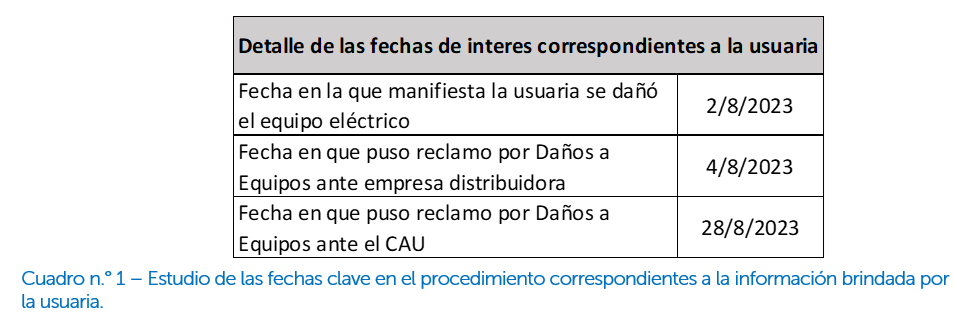 Detalle de las fechas de interes correspondientes a la usuaria
Fecha en la que manifiesta la usuaria se dañó
el equipo eléctrico
2/8/2023
Fecha en que puso reclamo por Daños a
Equipos ante empresa distribuidora
4/8/2023
Fecha en que puso reclamo por Daños a
Equipos ante el CAU
28/8/2023
Cuadro n.° 1 – Estudio de las fechas clave en el procedimiento correspondientes a la información brindada por
la usuaria.